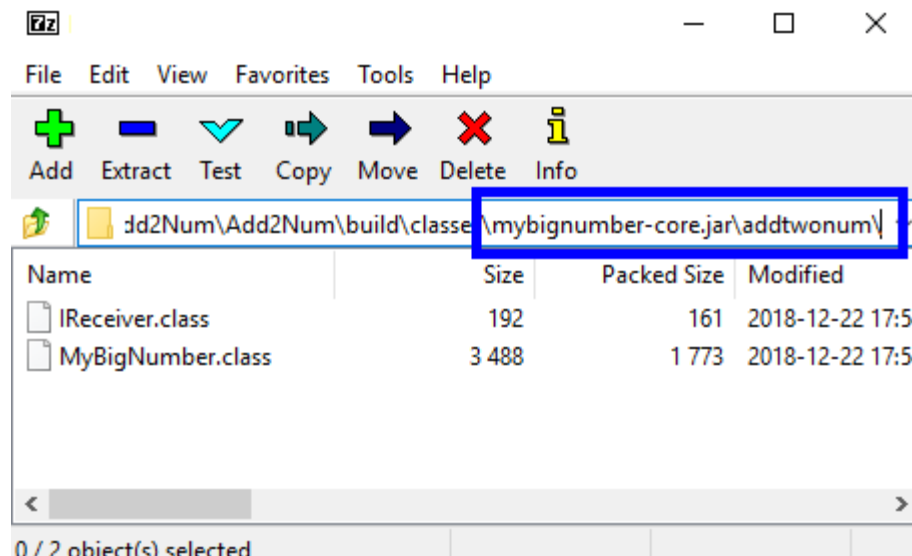 7z
File Edit View Favorites Tools Help
Add Extract Test Copy Move Delete Info
dd2Num\Add2Num\build\classe \mybignumber-core.jar\addtwonum\
Name Size Packed Size Modified
IReceiver.class 192 161 2018-12-22 17:5
MyBigNumber.class 3 488 1 773 2018-12-22 17:5
0 / 2 object(s) selected